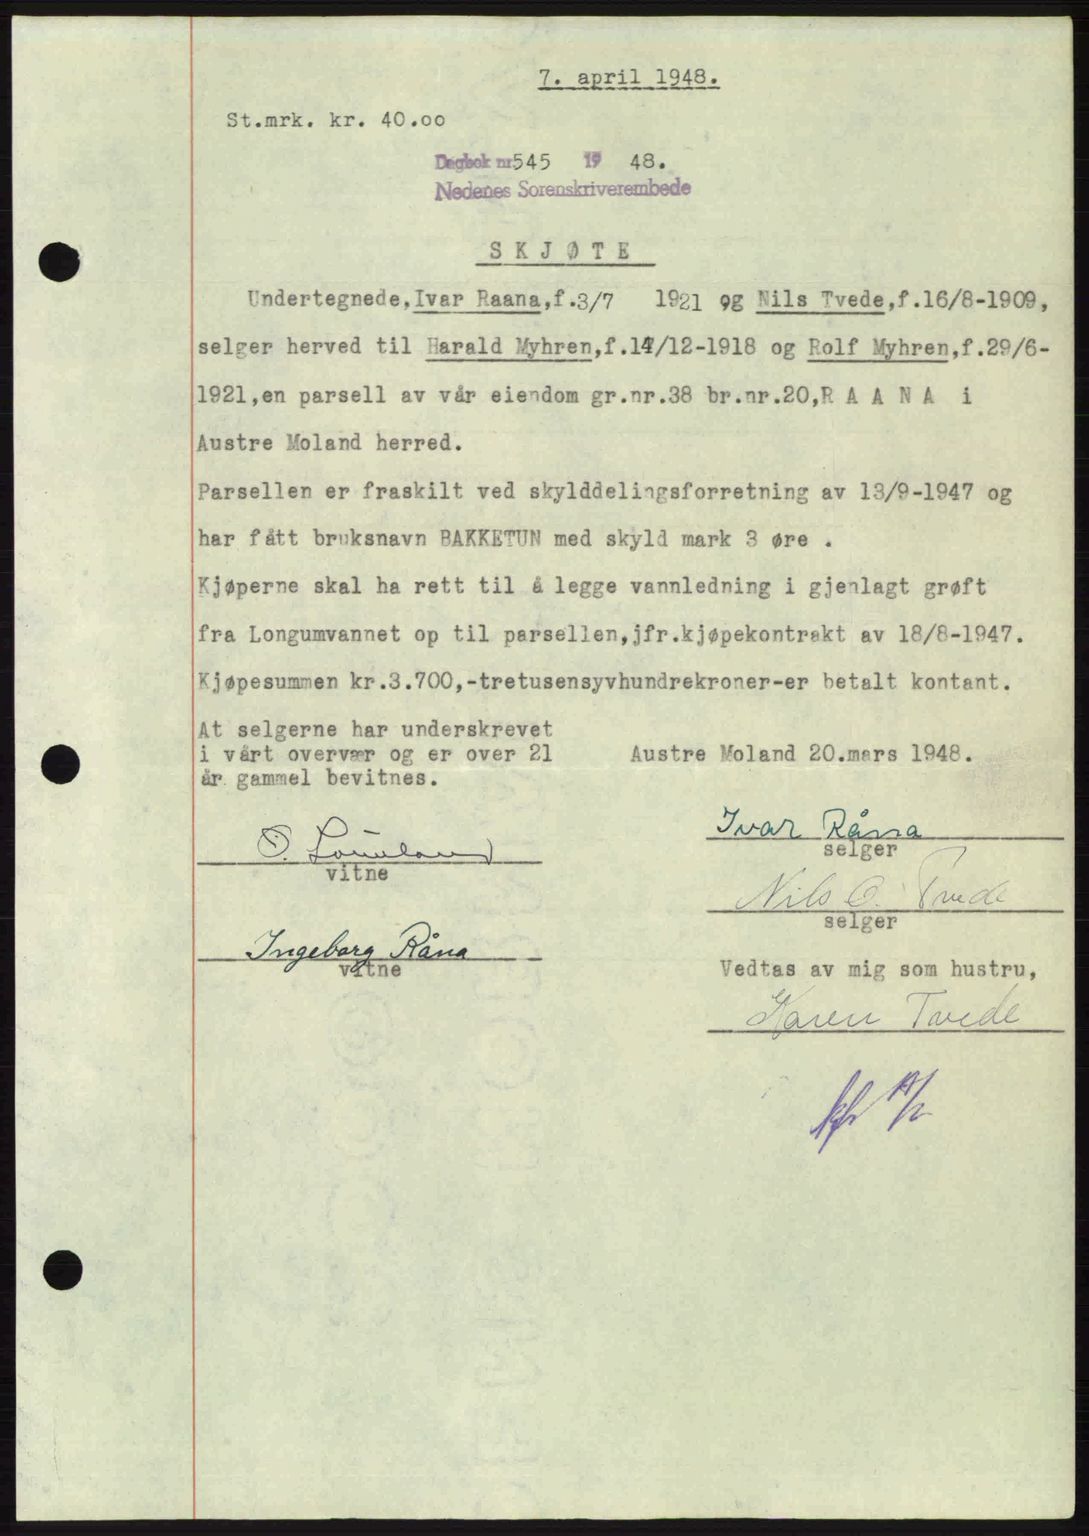 7. april 1948.
St.mrk. kr. 40.00
Dagbok nr. 545 19 48.
Nedenes Sorenskriverembede
S K J Ø T E
Undertegnede, Ivar Raana, f.3/7 1921 og Nils Tvede, f.16/8-1909,
selger herved til Harald Myhren, f.14/12-1918 og Rolf Myhren, f.29/6-
1921, en parsell av vår eiendom gr.nr.38 br.nr.20, R A A N A i
Austre Moland herred.
Parsellen er fraskilt ved skylddelingsforretning av 13/9-1947 og
har fått bruksnavn BAKKETUN med skyld mark 3 øre .
Kjøperne skal ha rett til å legge vannledning i gjenlagt grøft
fra Longumvannet op til parsellen, jfr.kjøpekontrakt av 18/8-1947.
Kjøpesummen kr.3.700,-tretusensyvhundrekroner-er betalt kontant.
At selgerne har underskrevet
i vårt overvær og er over 21
år gammel bevitnes.
Austre Moland 20.mars 1948.
Ivar Råna
selger
vitne
Nils O. Tvede
selger
Ingeborg Råna
vitne
Vedtas av mig som hustru,
Karen Tvede